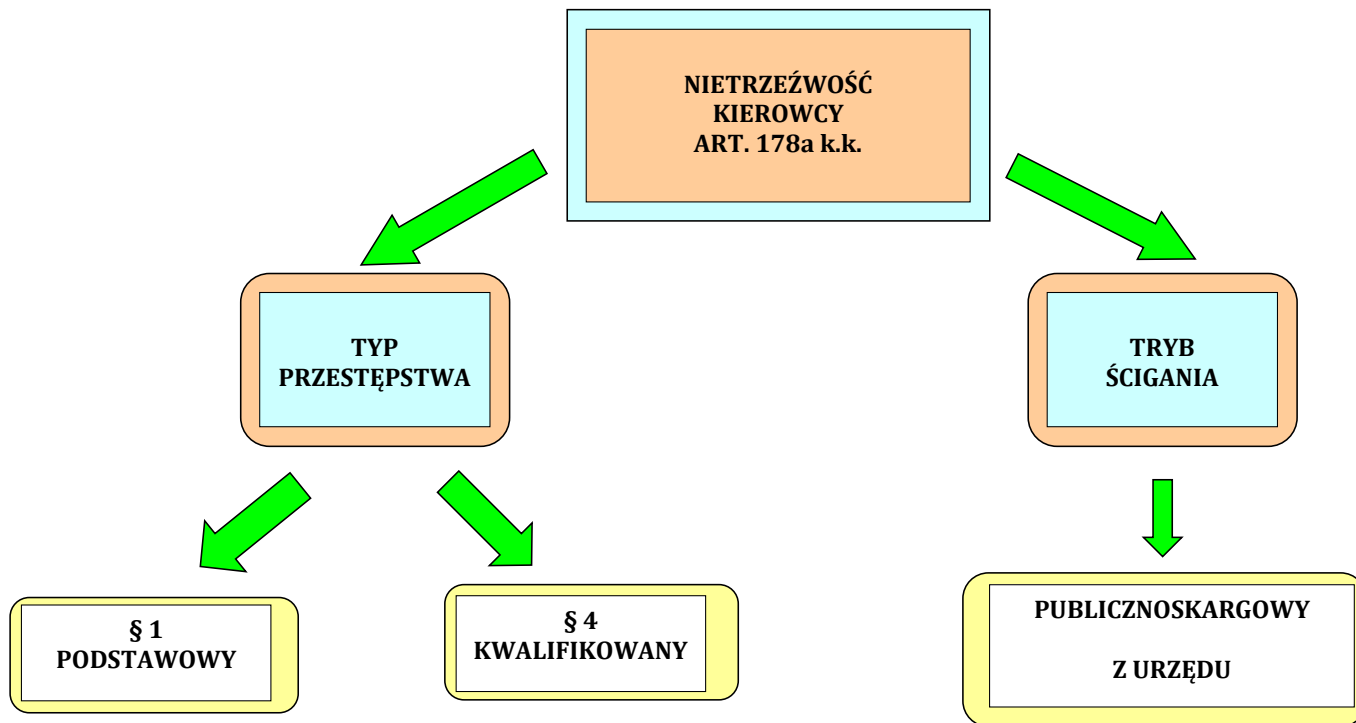 NIETRZEŹWOŚĆ
KIEROWCY
ART. 178a k.k.
TYP
PRZESTĘPSTWA
TRYB
ŚCIGANIA
§ 1
PODSTAWOWY
§ 4
KWALIFIKOWANY
PUBLICZNOSKARGOWY
Z URZĘDU